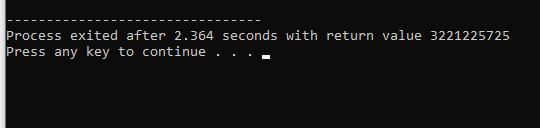 --------------------------------
Process exited after 2.364 seconds with return value 3221225725
Press any key to continue . . .